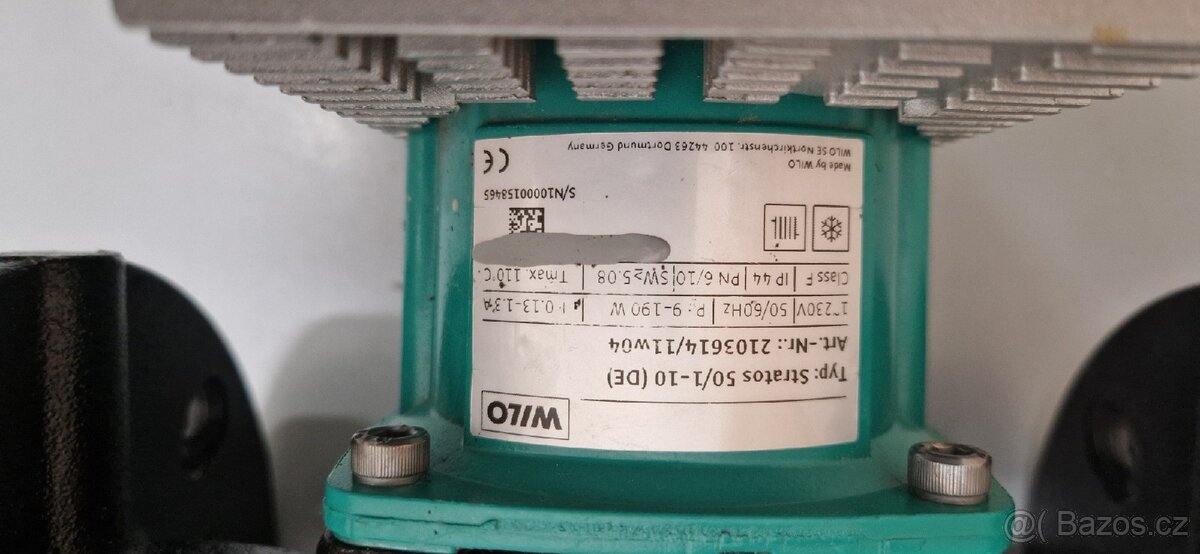 WILO
Typ: Stratos 50/1-10 (DE)
Art.-Nr.: 2103614/11w04
1~230V 50/60Hz P1: 9-190 W I: 0.13-1.3 A
Class F IP 44 PN 6/10 SW≥5.08 Tmax. 110°C
S/N10000158465
Made by WILO
WILO SE Nortkirchenstr. 100 44263 Dortmund Germany
CE
@( Bazos.cz